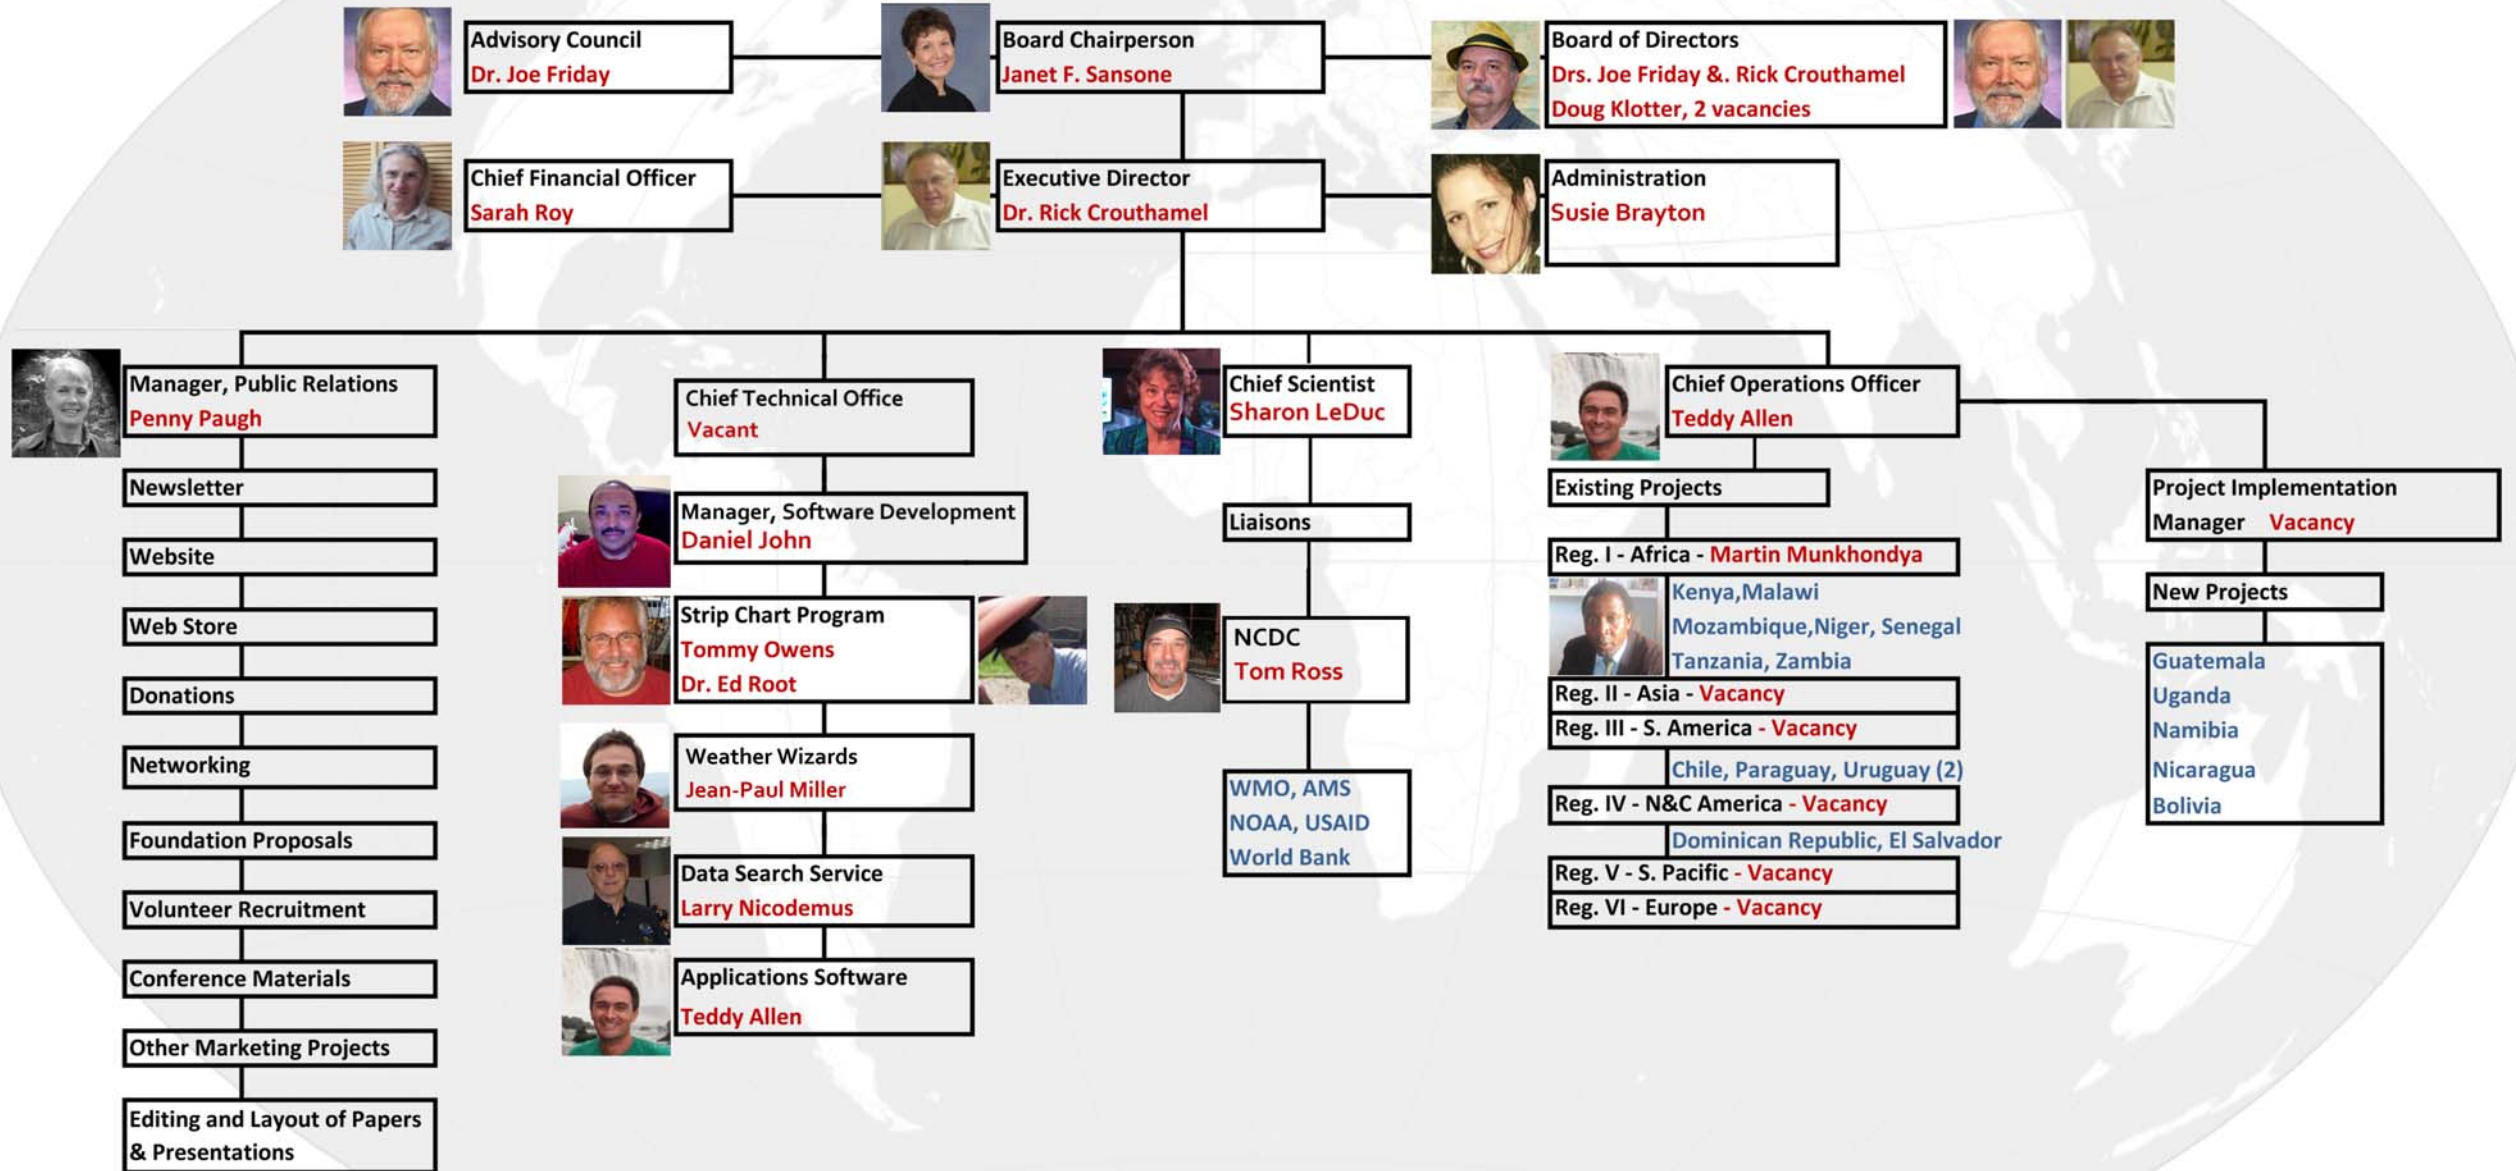 Advisory Council
Dr. Joe Friday
Board Chairperson
Janet F. Sansone
Board of Directors
Drs. Joe Friday &. Rick Crouthamel
Doug Klotter, 2 vacancies
Chief Financial Officer
Sarah Roy
Executive Director
Dr. Rick Crouthamel
Administration
Susie Brayton
Manager, Public Relations
Penny Paugh
Newsletter
Website
Web Store
Donations
Networking
Foundation Proposals
Volunteer Recruitment
Conference Materials
Other Marketing Projects
Editing and Layout of Papers
& Presentations
Chief Technical Office
Vacant
Manager, Software Development
Daniel John
Strip Chart Program
Tommy Owens
Dr. Ed Root
Weather Wizards
Jean-Paul Miller
Data Search Service
Larry Nicodemus
Applications Software
Teddy Allen
Chief Scientist
Sharon LeDuc
Liaisons
NCDC
Tom Ross
WMO, AMS
NOAA, USAID
World Bank
Chief Operations Officer
Teddy Allen
Existing Projects
Reg. I - Africa - Martin Munkhondya
Kenya,Malawi
Mozambique,Niger, Senegal
Tanzania, Zambia
Reg. II - Asia - Vacancy
Reg. III - S. America - Vacancy
Chile, Paraguay, Uruguay (2)
Reg. IV - N&C America - Vacancy
Dominican Republic, El Salvador
Reg. V - S. Pacific - Vacancy
Reg. VI - Europe - Vacancy
Project Implementation
Manager Vacancy
New Projects
Guatemala
Uganda
Namibia
Nicaragua
Bolivia